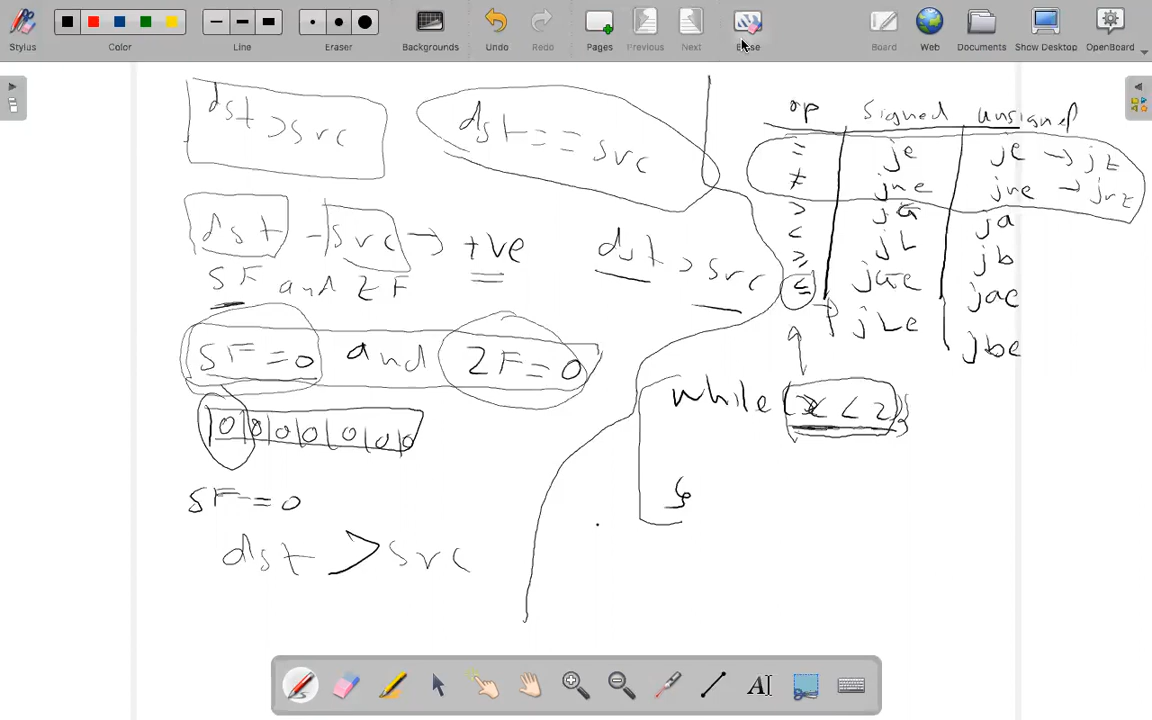 Stylus
Color
Line
Eraser
Backgrounds
Undo
Redo
Pages
Previous
Next
Erase
Board
Web
Documents
Show Desktop
OpenBoard
dst > src
dst == src
dst - src → +ve
SF and ZF
dst > src
SF = 0 and ZF = 0
0 0 0 0 0 0 0
SF = 0
dst > src
op signed unsigned
= je je → jz
≠ jne jne → jnz
> jG ja
< jL jb
≥ jGe jae
≤ jLe jbe
while (x < 2) {
}